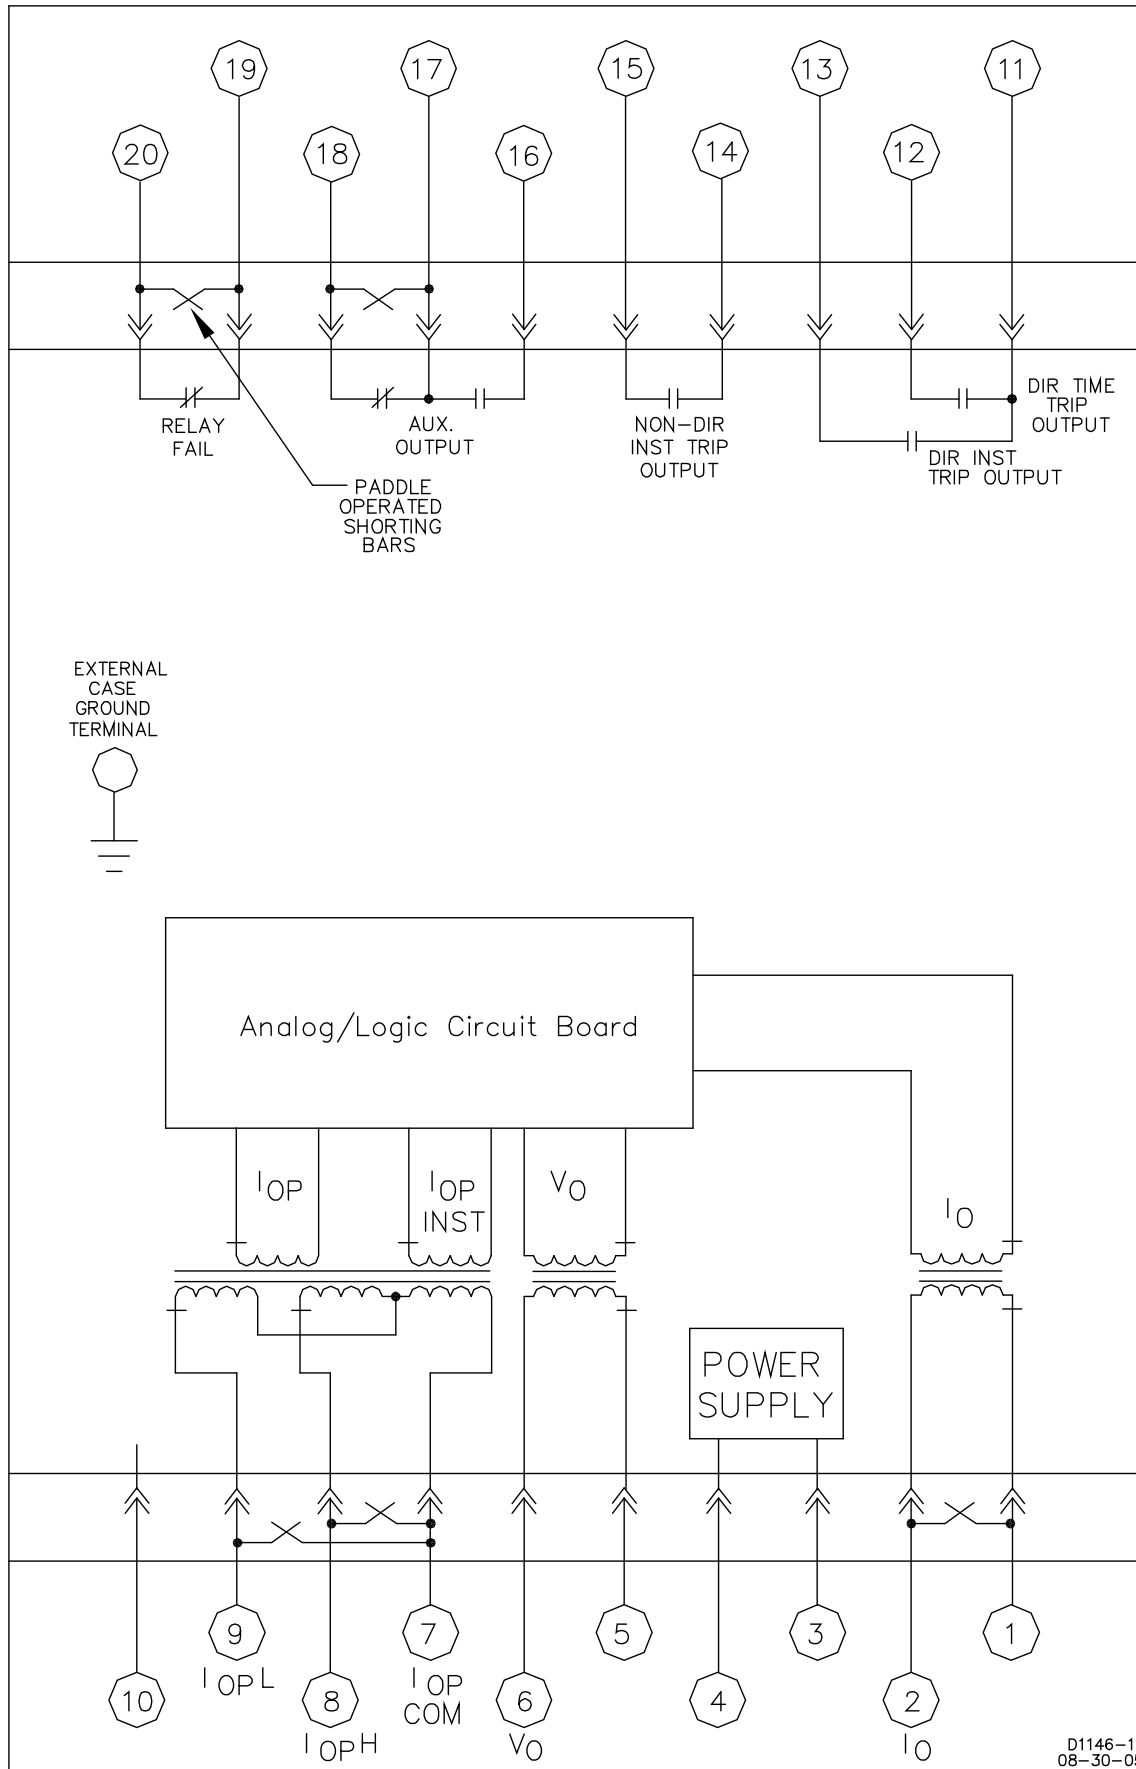 19
17
15
13
11
20
18
16
14
12
RELAY
FAIL
AUX.
OUTPUT
NON-DIR
INST TRIP
OUTPUT
DIR TIME
TRIP
OUTPUT
DIR INST
TRIP OUTPUT
PADDLE
OPERATED
SHORTING
BARS
EXTERNAL
CASE
GROUND
TERMINAL
Analog/Logic Circuit Board
IOP
IOP
INST
VO
IO
POWER
SUPPLY
9
7
5
3
1
IOPL
IOP
COM
10
8
6
4
2
IOPH
VO
IO
D1146-1
08-30-05